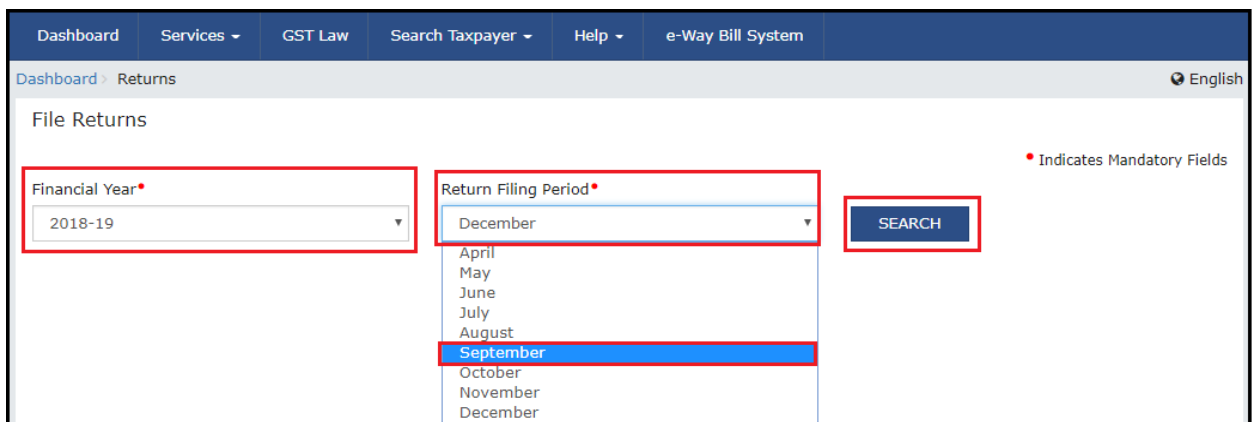 Dashboard Services GST Law Search Taxpayer Help e-Way Bill System
Dashboard > Returns English
File Returns
• Indicates Mandatory Fields
Financial Year• Return Filing Period•
2018-19 December SEARCH
April
May
June
July
August
September
October
November
December